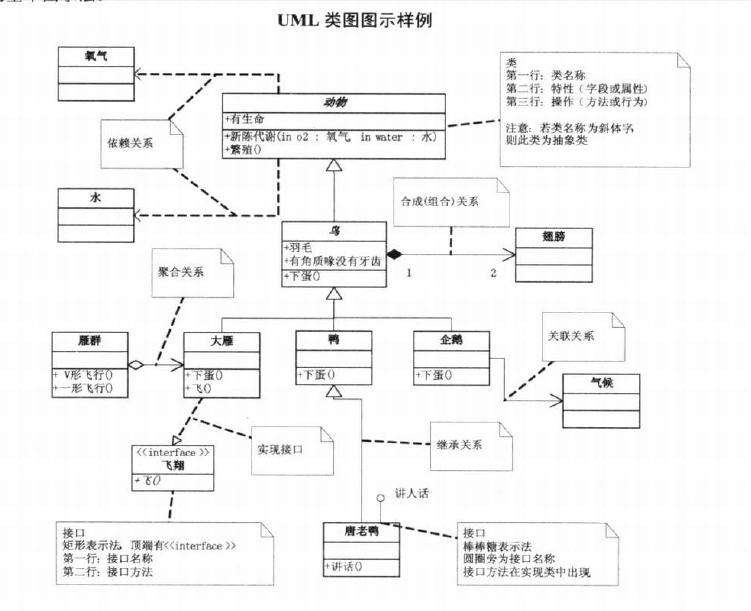 UML 类图图示样例
氧气
动物
+有生命
+新陈代谢(in o2 : 氧气, in water : 水)
+繁殖()
类
第一行：类名称
第二行：特性（字段或属性）
第三行：操作（方法或行为）
注意：若类名称为斜体字
则此类为抽象类
依赖关系
水
合成(组合)关系
鸟
+羽毛
+有角质喙没有牙齿
+下蛋()
1
2
翅膀
聚合关系
雁群
+ V形飞行()
+一形飞行()
大雁
+下蛋()
+飞()
鸭
+下蛋()
企鹅
+下蛋()
关联关系
气候
<<interface >>
飞翔
+飞()
实现接口
继承关系
讲人话
唐老鸭
+讲话()
接口
矩形表示法，顶端有<<interface>>
第一行：接口名称
第二行：接口方法
接口
棒棒糖表示法
圆圈旁为接口名称
接口方法在实现类中出现